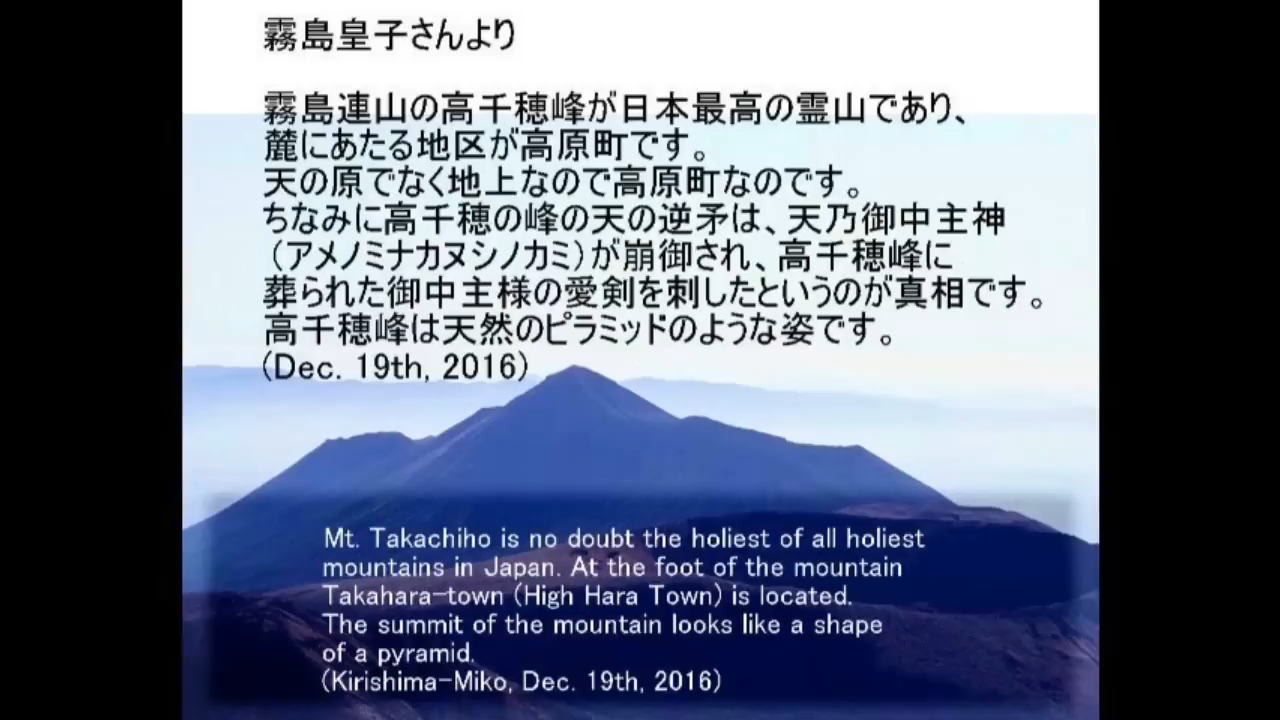 霧島皇子さんより
霧島連山の高千穂峰が日本最高の霊山であり、
麓にあたる地区が高原町です。
天の原でなく地上なので高原町なのです。
ちなみに高千穂の峰の天の逆矛は、天乃御中主神
（アメノミナカヌシノカミ）が崩御され、高千穂峰に
葬られた御中主様の愛剣を刺したというのが真相です。
高千穂峰は天然のピラミッドのような姿です。
(Dec. 19th, 2016)
Mt. Takachiho is no doubt the holiest of all holiest
mountains in Japan. At the foot of the mountain
Takahara-town (High Hara Town) is located.
The summit of the mountain looks like a shape
of a pyramid.
(Kirishima-Miko, Dec. 19th, 2016)